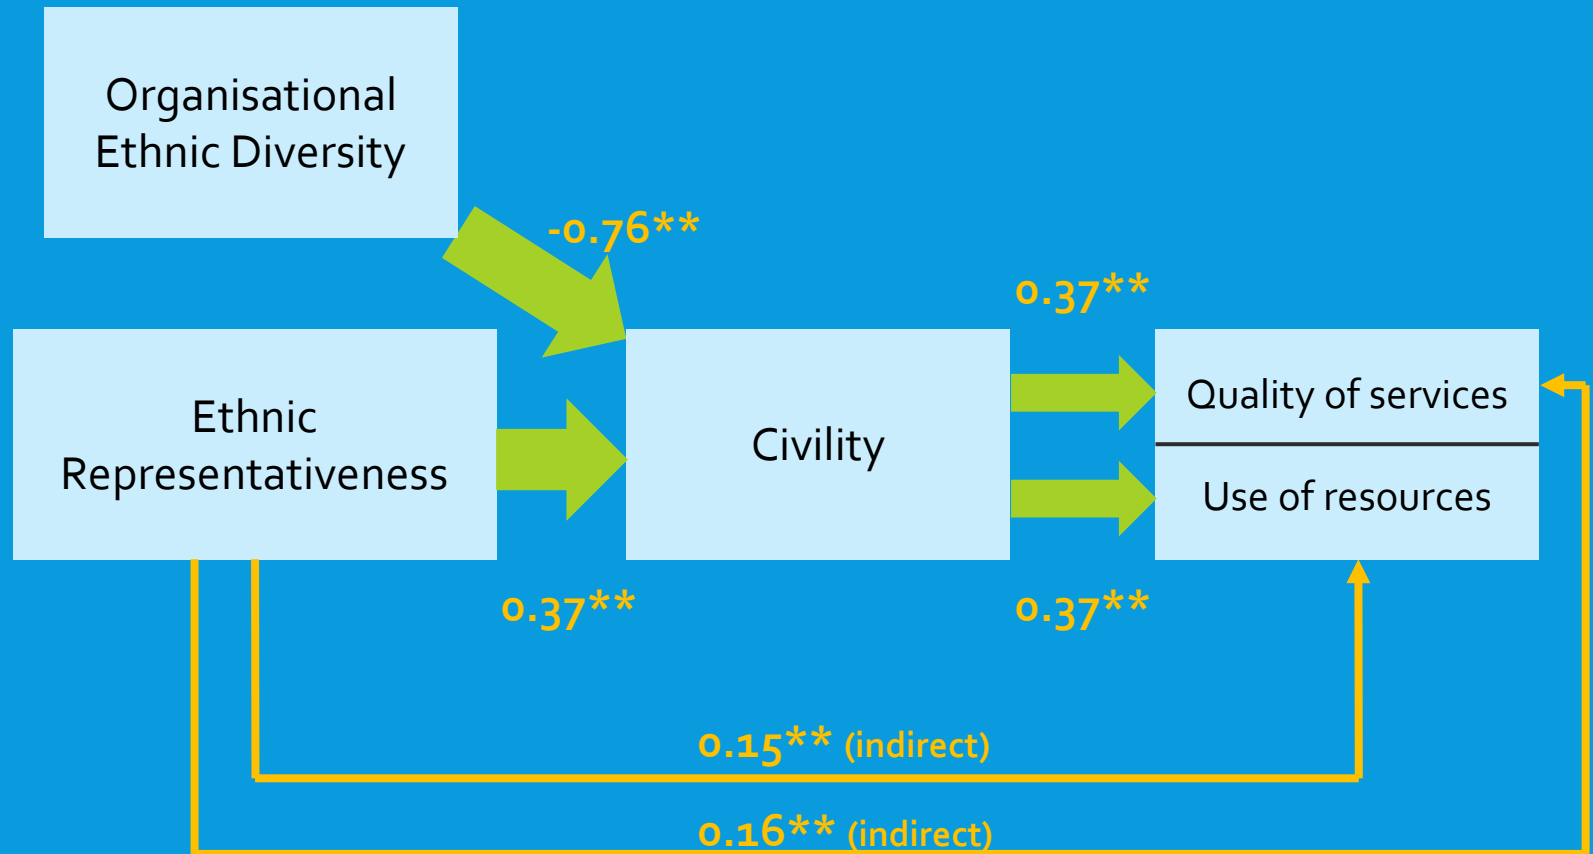 Organisational
Ethnic Diversity
-0.76**
0.37**
Ethnic
Representativeness
Civility
Quality of services
Use of resources
0.37**
0.37**
0.15** (indirect)
0.16** (indirect)